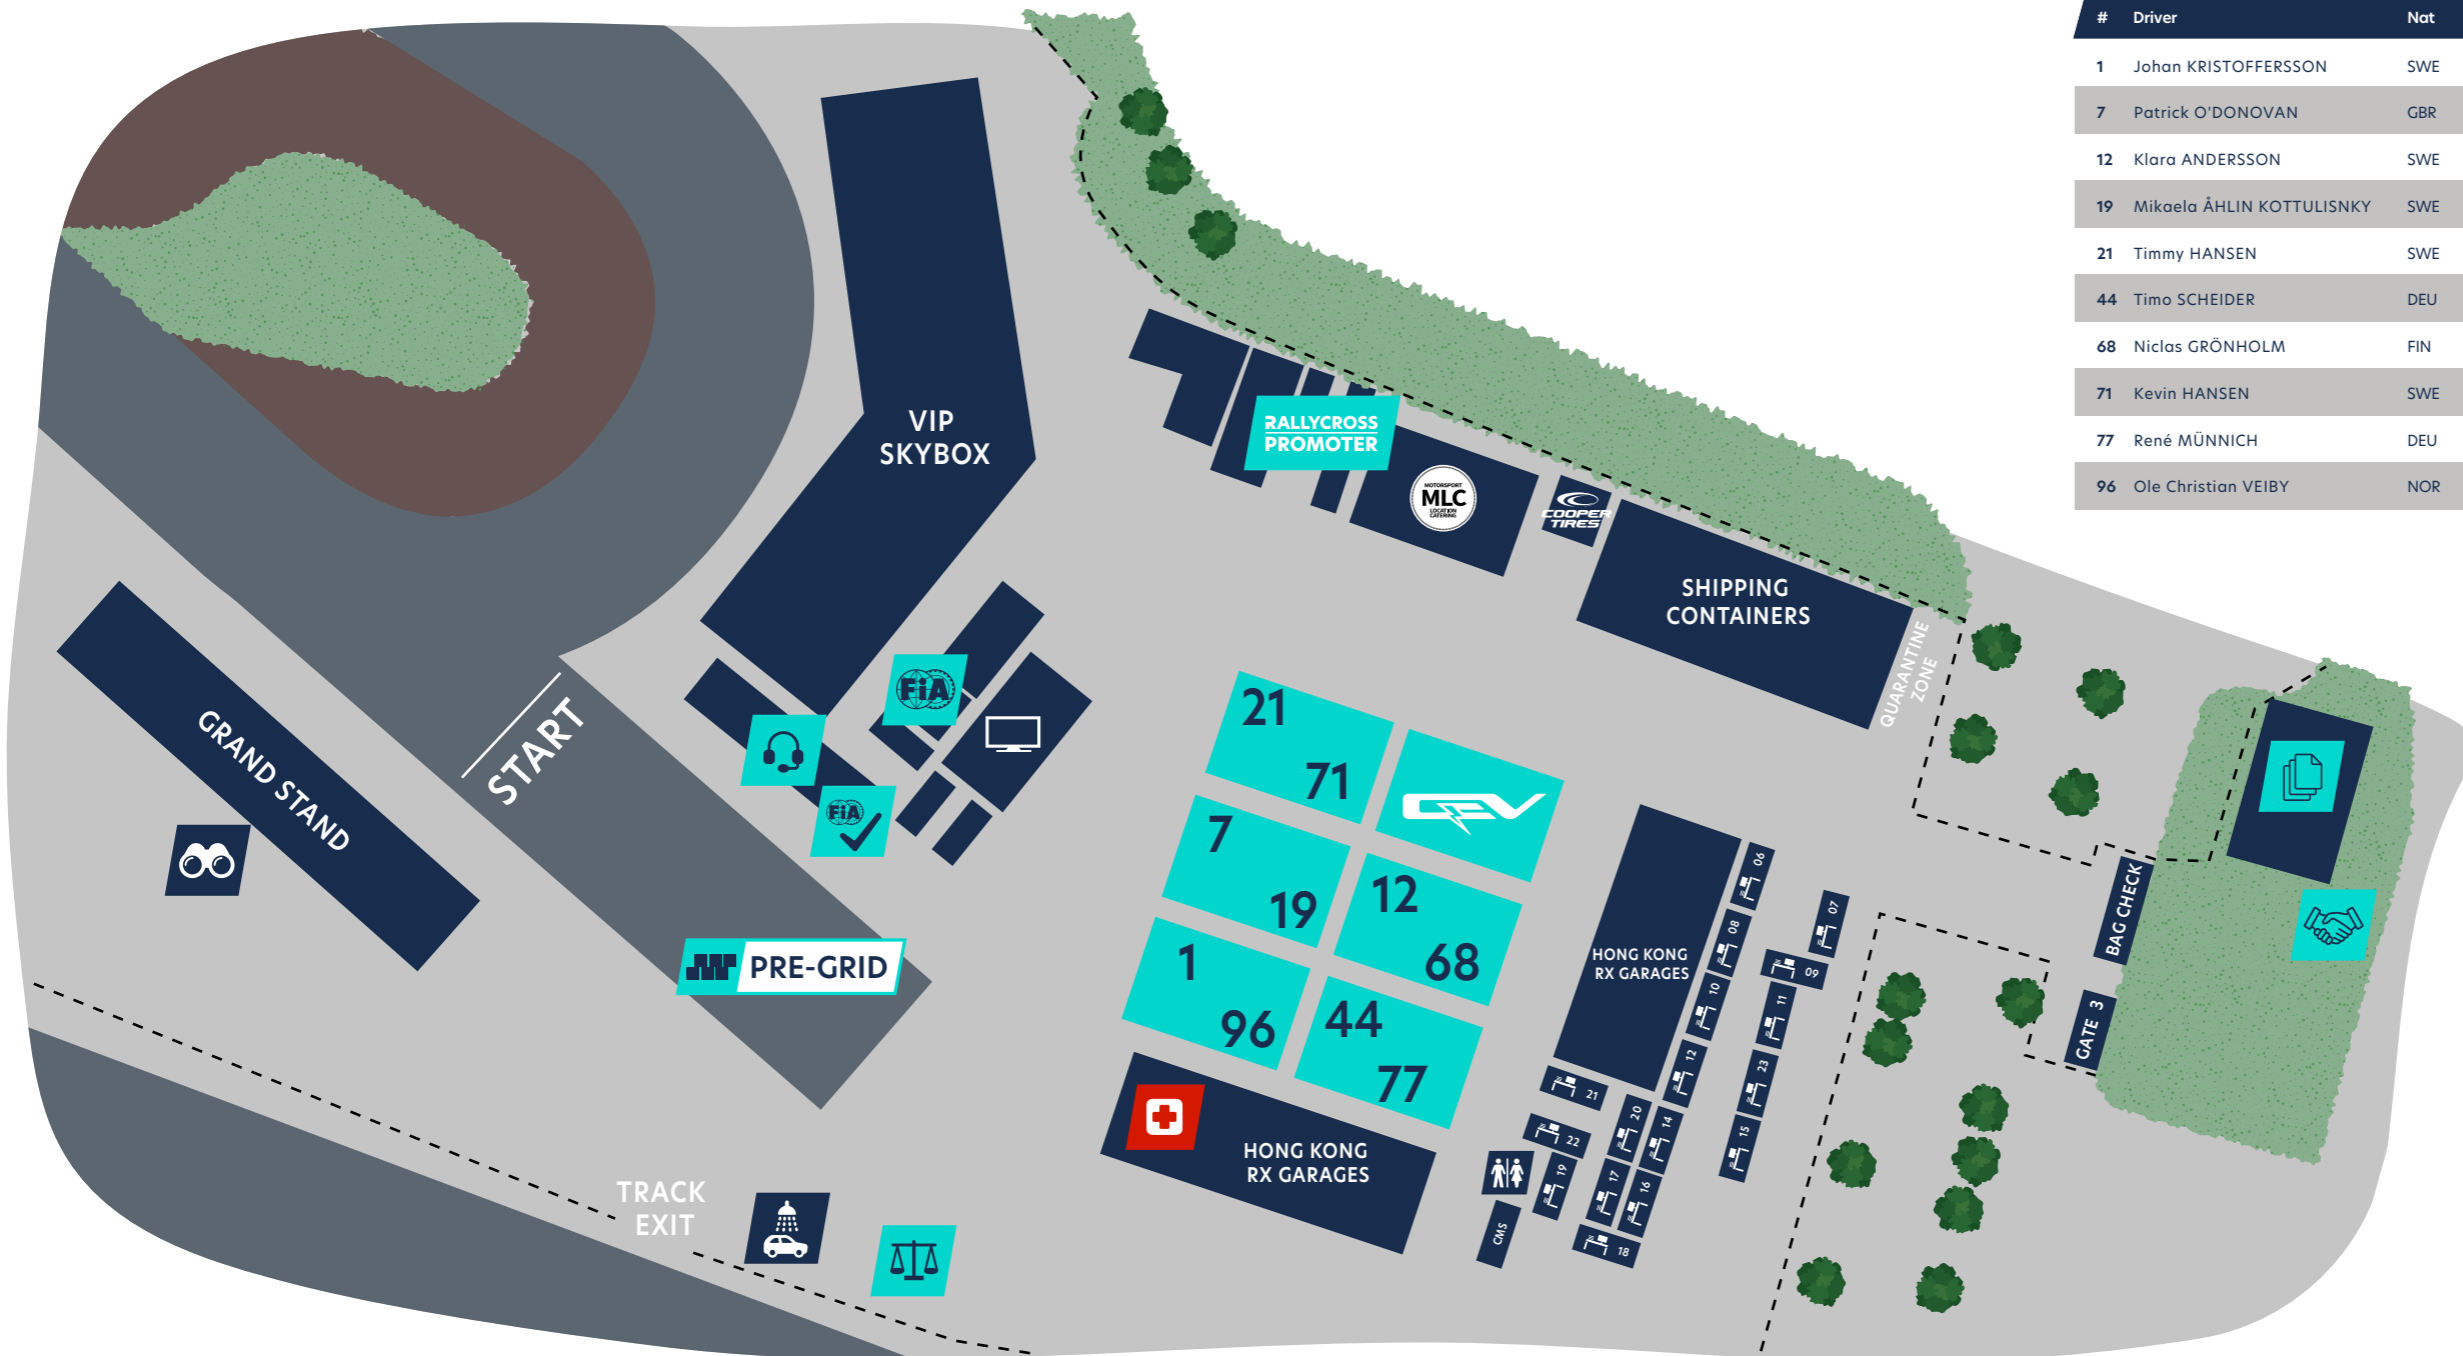 # Driver Nat
1 Johan KRISTOFFERSSON SWE
7 Patrick O'DONOVAN GBR
12 Klara ANDERSSON SWE
19 Mikaela ÅHLIN KOTTULISNKY SWE
21 Timmy HANSEN SWE
44 Timo SCHEIDER DEU
68 Niclas GRÖNHOLM FIN
71 Kevin HANSEN SWE
77 René MÜNNICH DEU
96 Ole Christian VEIBY NOR
VIP
SKYBOX
RALLYCROSS
PROMOTER
MOTORSPORT
MLC
LOCATION
CATERING
COOPER
TIRES
SHIPPING
CONTAINERS
QUARANTINE
ZONE
GRAND STAND
START
FiA
FiA
PRE-GRID
21
71
CEV
7
19
12
68
1
96
44
77
HONG KONG
RX GARAGES
HONG KONG
RX GARAGES
06
07
08
09
10
11
12
23
21
20
14
15
22
19
17
16
18
CMS
BAG CHECK
GATE 3
TRACK
EXIT